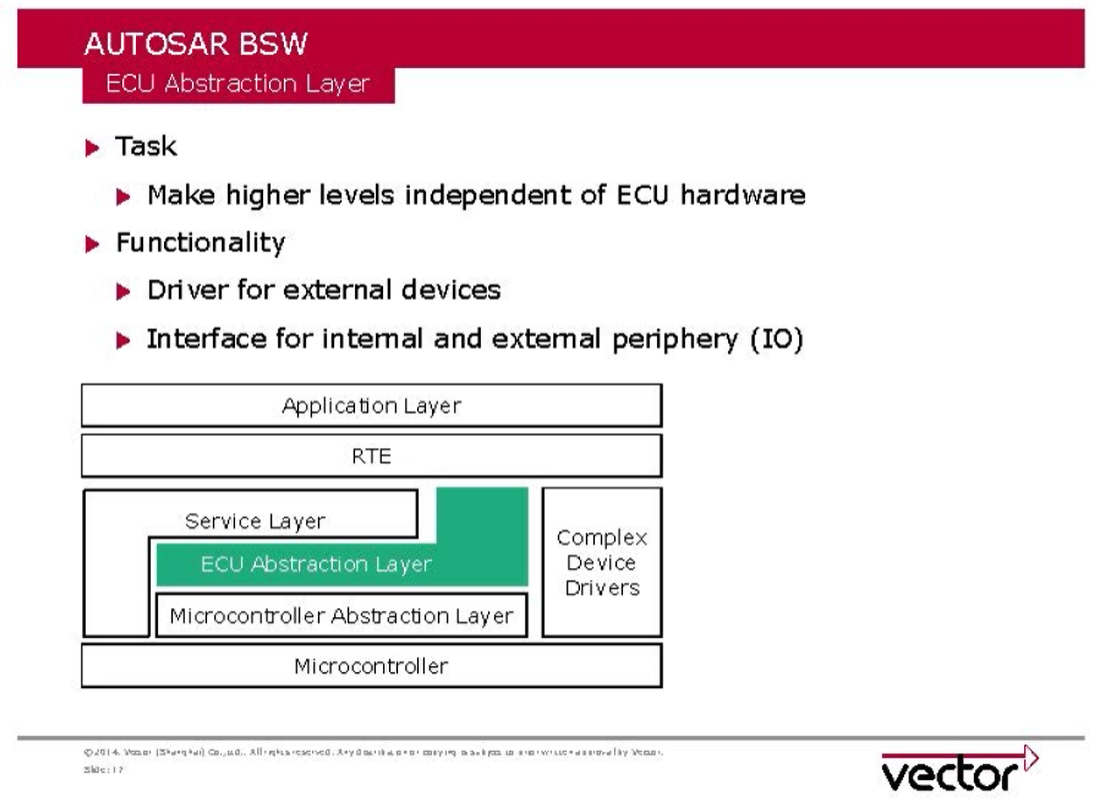 AUTOSAR BSW
ECU Abstraction Layer
Task
Make higher levels independent of ECU hardware
Functionality
Driver for external devices
Interface for internal and external periphery (IO)
Application Layer
RTE
Service Layer
ECU Abstraction Layer
Microcontroller Abstraction Layer
Complex
Device
Drivers
Microcontroller
©2014. Vector (Shanghai) Co.,Ltd.. All rights reserved. Any distribution or copying is subject to prior written approval by Vector.
Slide: 17
vector